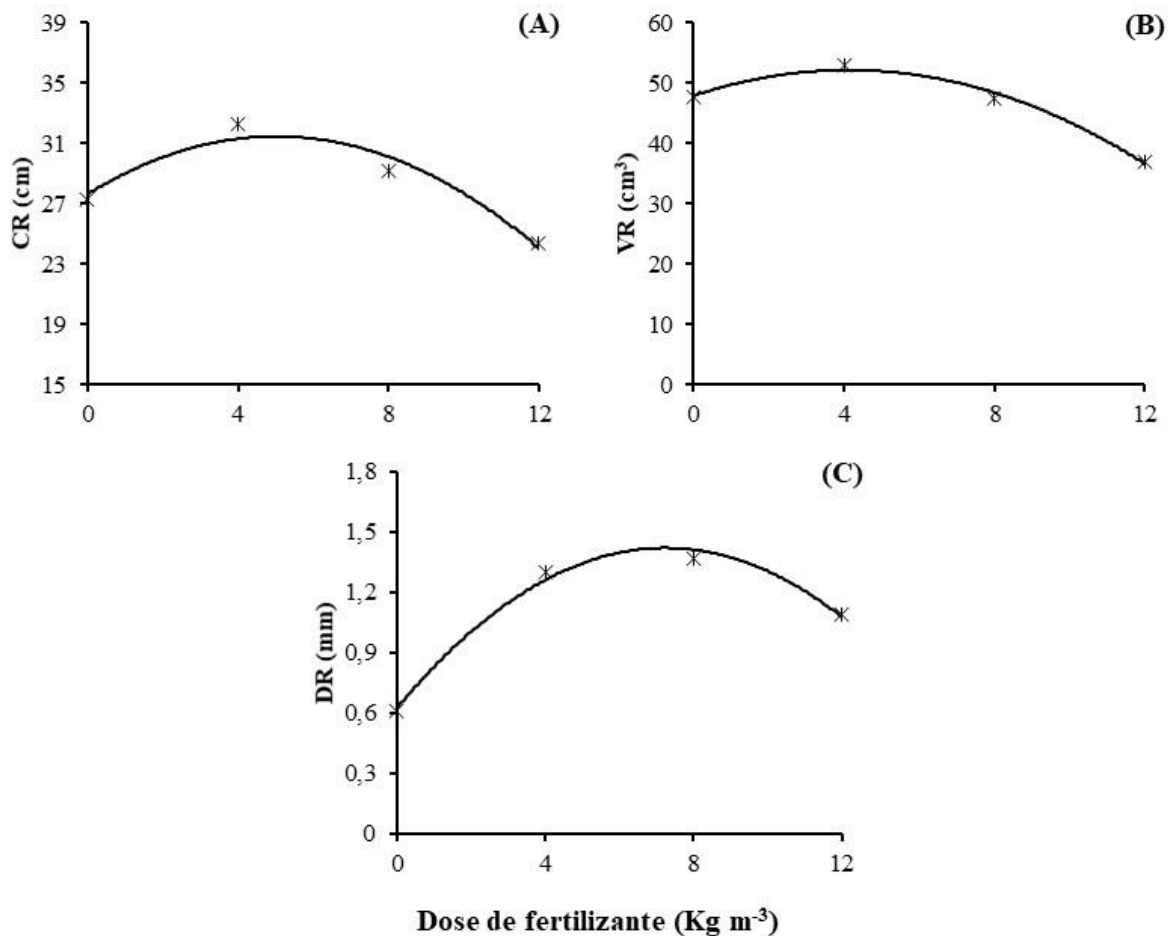 (A)
CR (cm)
39
35
31
27
23
19
15
0 4 8 12
(B)
VR (cm³)
60
50
40
30
20
10
0
0 4 8 12
(C)
DR (mm)
1,8
1,5
1,2
0,9
0,6
0,3
0
0 4 8 12
Dose de fertilizante (Kg m⁻³)